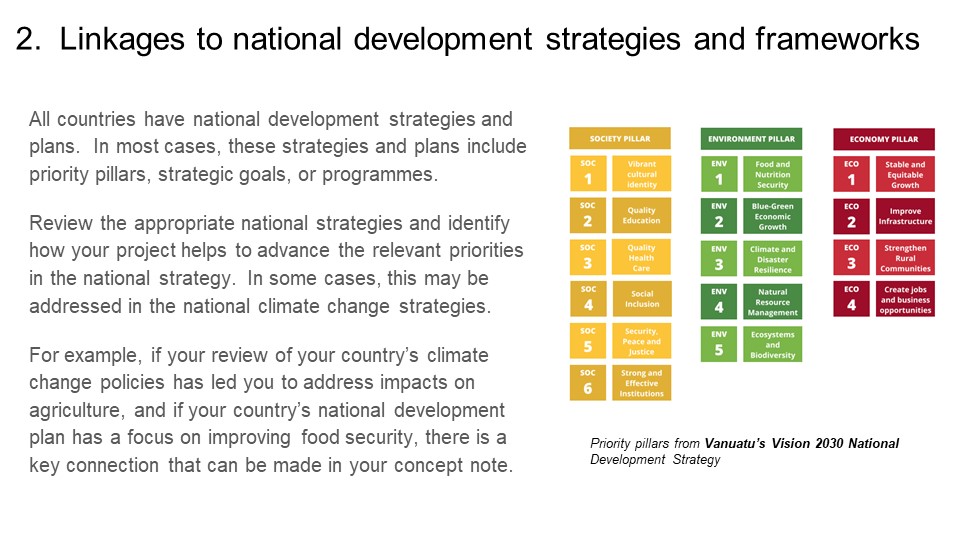 2. Linkages to national development strategies and frameworks
All countries have national development strategies and
plans. In most cases, these strategies and plans include
priority pillars, strategic goals, or programmes.
Review the appropriate national strategies and identify
how your project helps to advance the relevant priorities
in the national strategy. In some cases, this may be
addressed in the national climate change strategies.
For example, if your review of your country's climate
change policies has led you to address impacts on
agriculture, and if your country's national development
plan has a focus on improving food security, there is a
key connection that can be made in your concept note.
SOCIETY PILLAR
SOC
1
Vibrant
cultural
Identity
SOC
2
Quality
Education
SOC
3
Quality
Health
Care
SOC
4
Social
Inclusion
SOC
5
Security,
Peace and
Justice
SOC
6
Strong and
Effective
Institutions
ENVIRONMENT PILLAR
ENV
1
Food and
Nutrition
Security
ENV
2
Blue-Green
Economic
Growth
ENV
3
Climate and
Disaster
Resilience
ENV
4
Natural
Resource
Management
ENV
5
Ecosystems
and
Biodiversity
ECONOMY PILLAR
ECO
1
Stable and
Equitable
Growth
ECO
2
Improve
Infrastructure
ECO
3
Strengthen
Rural
Communities
ECO
4
Create jobs
and business
opportunities
Priority pillars from Vanuatu's Vision 2030 National
Development Strategy